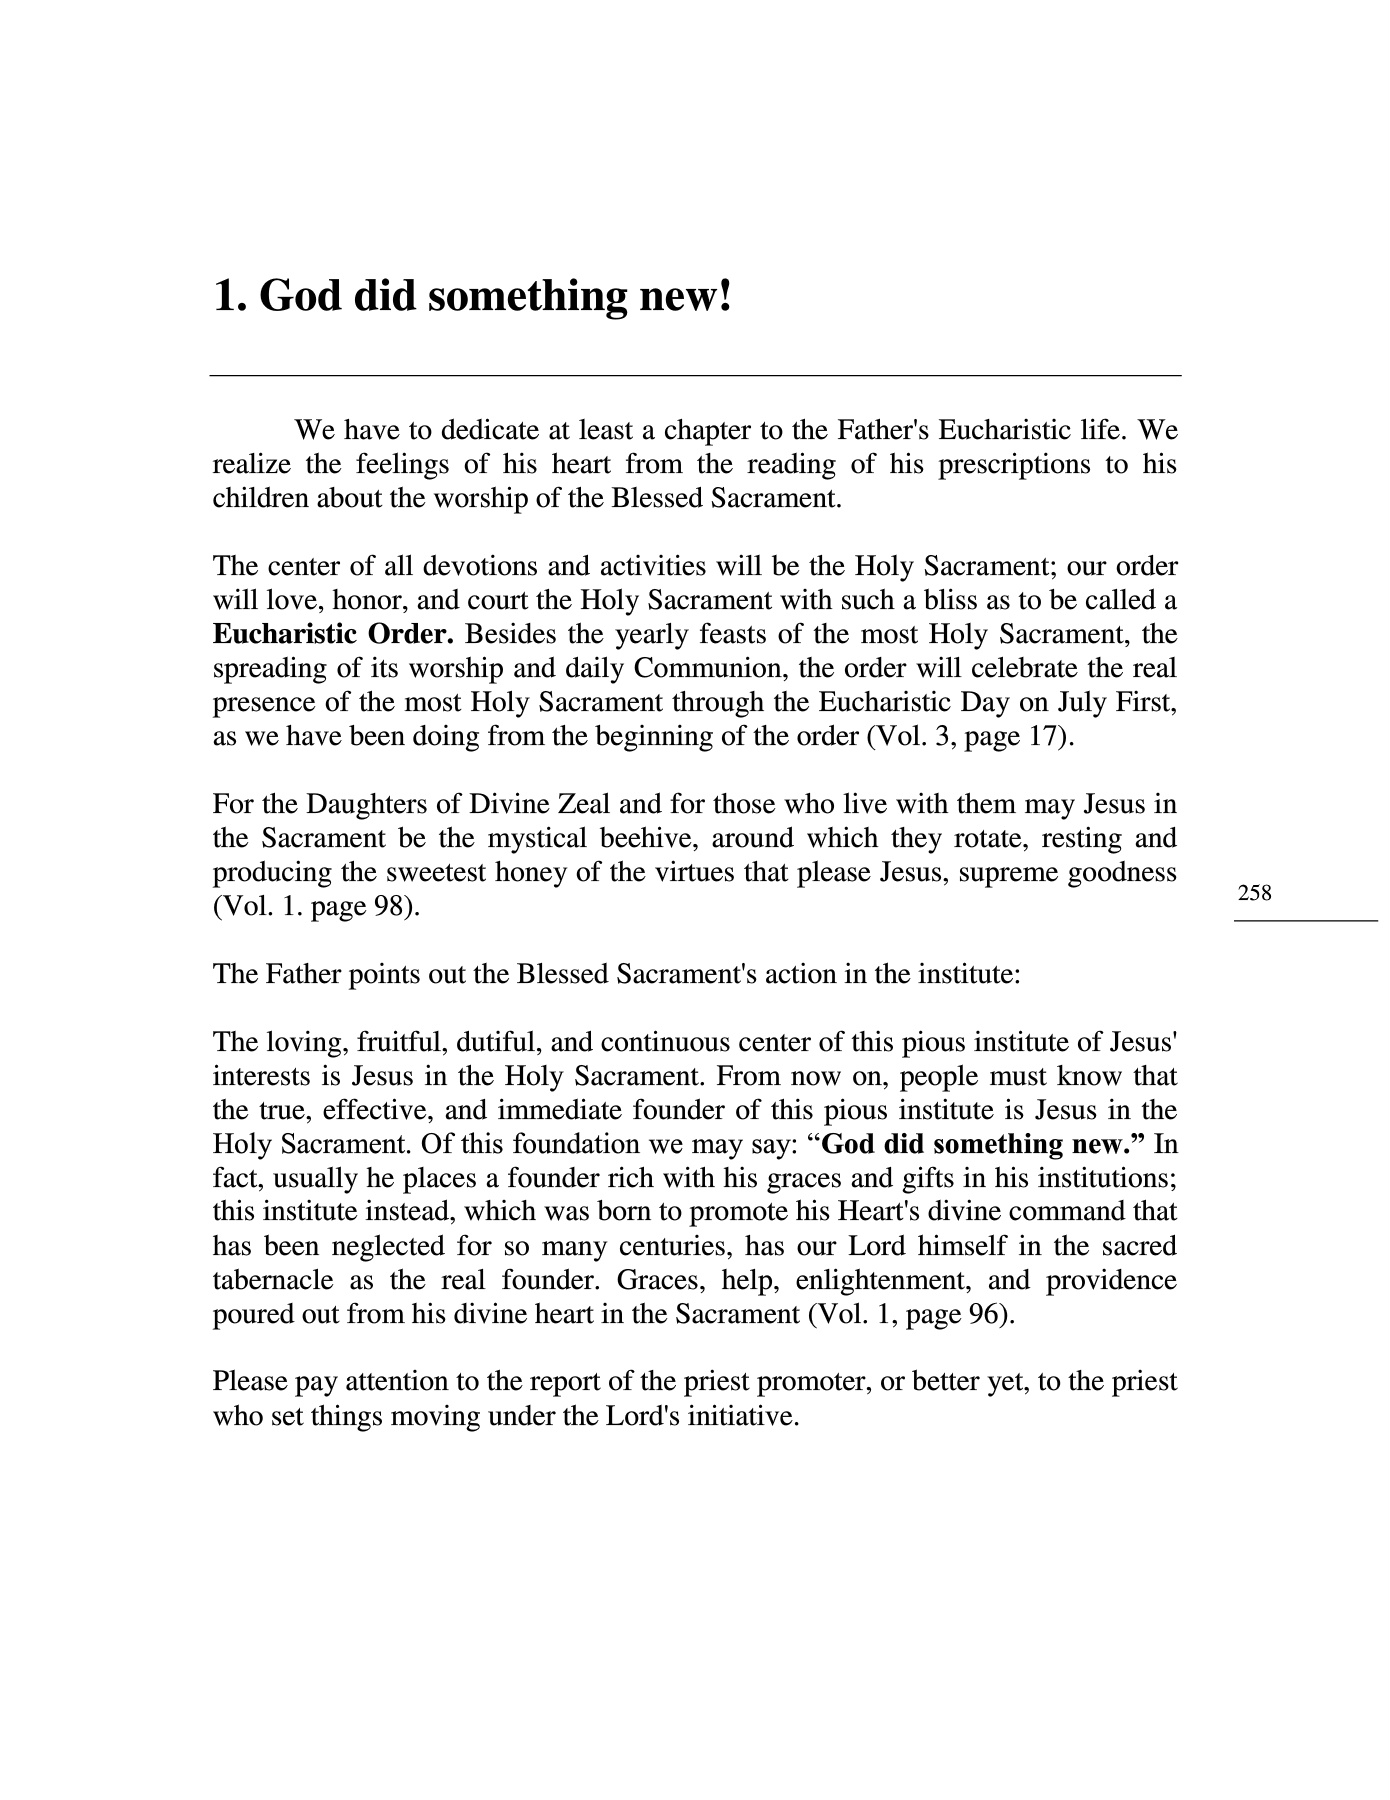 1. God did something new!
We have to dedicate at least a chapter to the Father's Eucharistic life. We
realize the feelings of his heart from the reading of his prescriptions to his
children about the worship of the Blessed Sacrament.
The center of all devotions and activities will be the Holy Sacrament; our order
will love, honor, and court the Holy Sacrament with such a bliss as to be called a
Eucharistic Order. Besides the yearly feasts of the most Holy Sacrament, the
spreading of its worship and daily Communion, the order will celebrate the real
presence of the most Holy Sacrament through the Eucharistic Day on July First,
as we have been doing from the beginning of the order (Vol. 3, page 17).
For the Daughters of Divine Zeal and for those who live with them may Jesus in
the Sacrament be the mystical beehive, around which they rotate, resting and
producing the sweetest honey of the virtues that please Jesus, supreme goodness
(Vol. 1. page 98).
258
The Father points out the Blessed Sacrament's action in the institute:
The loving, fruitful, dutiful, and continuous center of this pious institute of Jesus'
interests is Jesus in the Holy Sacrament. From now on, people must know that
the true, effective, and immediate founder of this pious institute is Jesus in the
Holy Sacrament. Of this foundation we may say: “God did something new.” In
fact, usually he places a founder rich with his graces and gifts in his institutions;
this institute instead, which was born to promote his Heart's divine command that
has been neglected for so many centuries, has our Lord himself in the sacred
tabernacle as the real founder. Graces, help, enlightenment, and providence
poured out from his divine heart in the Sacrament (Vol. 1, page 96).
Please pay attention to the report of the priest promoter, or better yet, to the priest
who set things moving under the Lord's initiative.